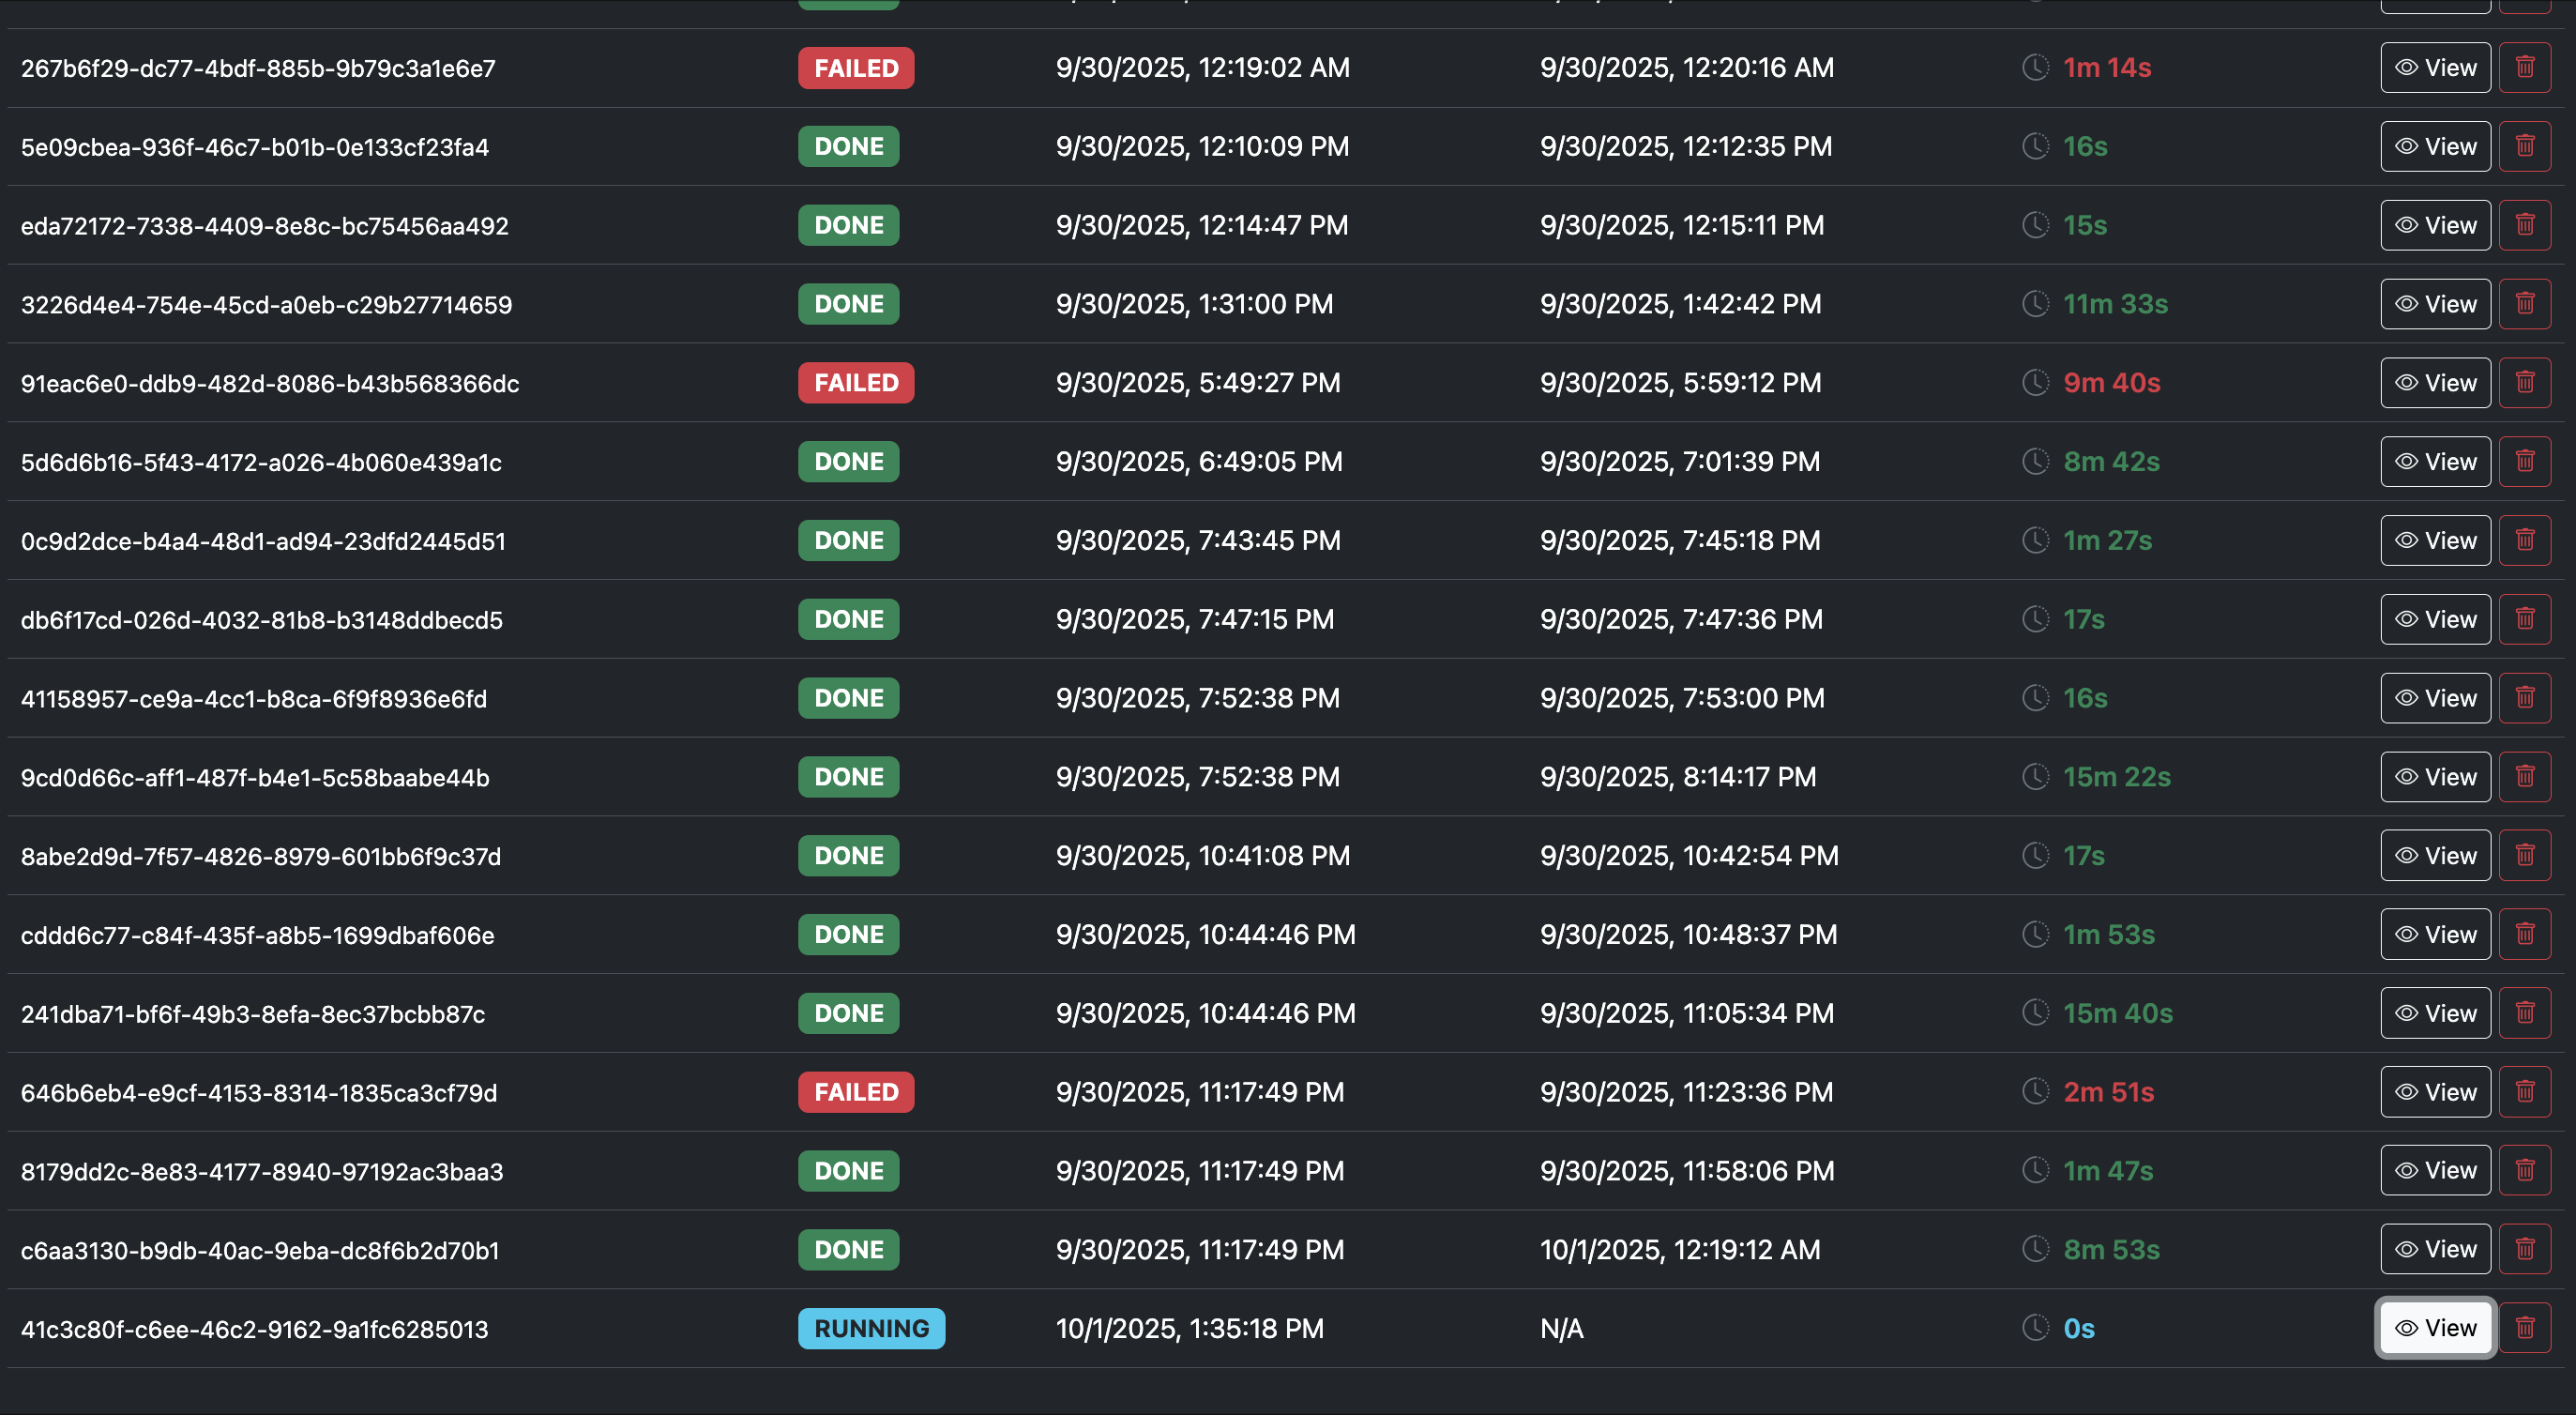 267b6f29-dc77-4bdf-885b-9b79c3a1e6e7 FAILED 9/30/2025, 12:19:02 AM 9/30/2025, 12:20:16 AM 1m 14s View
5e09cbea-936f-46c7-b01b-0e133cf23fa4 DONE 9/30/2025, 12:10:09 PM 9/30/2025, 12:12:35 PM 16s View
eda72172-7338-4409-8e8c-bc75456aa492 DONE 9/30/2025, 12:14:47 PM 9/30/2025, 12:15:11 PM 15s View
3226d4e4-754e-45cd-a0eb-c29b27714659 DONE 9/30/2025, 1:31:00 PM 9/30/2025, 1:42:42 PM 11m 33s View
91eac6e0-ddb9-482d-8086-b43b568366dc FAILED 9/30/2025, 5:49:27 PM 9/30/2025, 5:59:12 PM 9m 40s View
5d6d6b16-5f43-4172-a026-4b060e439a1c DONE 9/30/2025, 6:49:05 PM 9/30/2025, 7:01:39 PM 8m 42s View
0c9d2dce-b4a4-48d1-ad94-23dfd2445d51 DONE 9/30/2025, 7:43:45 PM 9/30/2025, 7:45:18 PM 1m 27s View
db6f17cd-026d-4032-81b8-b3148ddbecd5 DONE 9/30/2025, 7:47:15 PM 9/30/2025, 7:47:36 PM 17s View
41158957-ce9a-4cc1-b8ca-6f9f8936e6fd DONE 9/30/2025, 7:52:38 PM 9/30/2025, 7:53:00 PM 16s View
9cd0d66c-aff1-487f-b4e1-5c58baabe44b DONE 9/30/2025, 7:52:38 PM 9/30/2025, 8:14:17 PM 15m 22s View
8abe2d9d-7f57-4826-8979-601bb6f9c37d DONE 9/30/2025, 10:41:08 PM 9/30/2025, 10:42:54 PM 17s View
cddd6c77-c84f-435f-a8b5-1699dbaf606e DONE 9/30/2025, 10:44:46 PM 9/30/2025, 10:48:37 PM 1m 53s View
241dba71-bf6f-49b3-8efa-8ec37bcbb87c DONE 9/30/2025, 10:44:46 PM 9/30/2025, 11:05:34 PM 15m 40s View
646b6eb4-e9cf-4153-8314-1835ca3cf79d FAILED 9/30/2025, 11:17:49 PM 9/30/2025, 11:23:36 PM 2m 51s View
8179dd2c-8e83-4177-8940-97192ac3baa3 DONE 9/30/2025, 11:17:49 PM 9/30/2025, 11:58:06 PM 1m 47s View
c6aa3130-b9db-40ac-9eba-dc8f6b2d70b1 DONE 9/30/2025, 11:17:49 PM 10/1/2025, 12:19:12 AM 8m 53s View
41c3c80f-c6ee-46c2-9162-9a1fc6285013 RUNNING 10/1/2025, 1:35:18 PM N/A 0s View